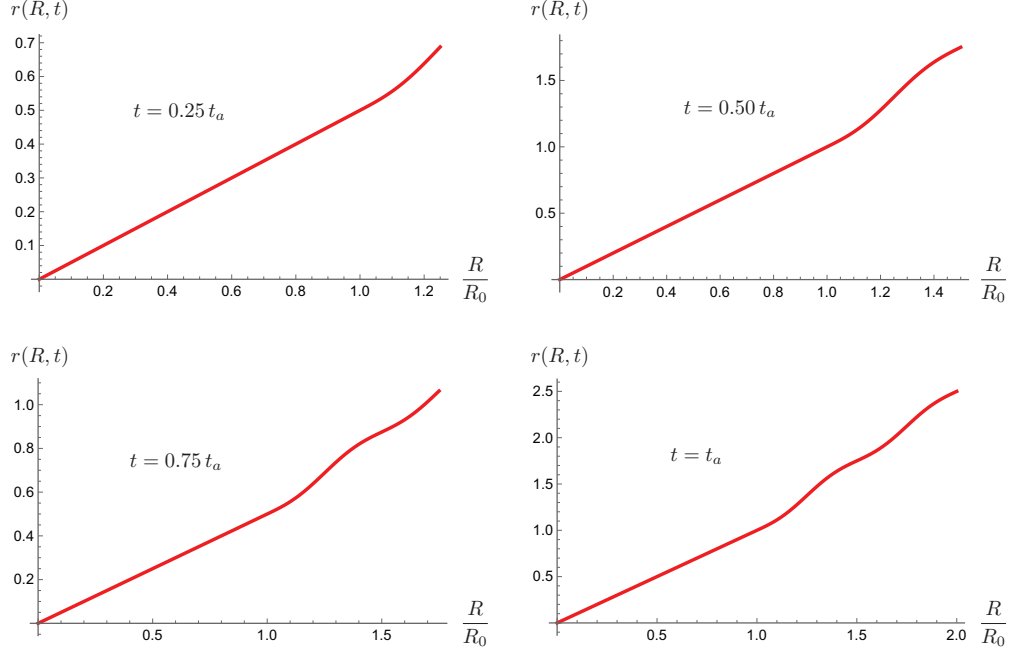 r(R, t)
0.7
0.6
0.5
0.4
0.3
0.2
0.1
t = 0.25 t_a
0.2 0.4 0.6 0.8 1.0 1.2
R
R_0
r(R, t)
1.5
1.0
0.5
t = 0.50 t_a
0.2 0.4 0.6 0.8 1.0 1.2 1.4
R
R_0
r(R, t)
1.0
0.8
0.6
0.4
0.2
t = 0.75 t_a
0.5 1.0 1.5
R
R_0
r(R, t)
2.5
2.0
1.5
1.0
0.5
t = t_a
0.5 1.0 1.5 2.0
R
R_0